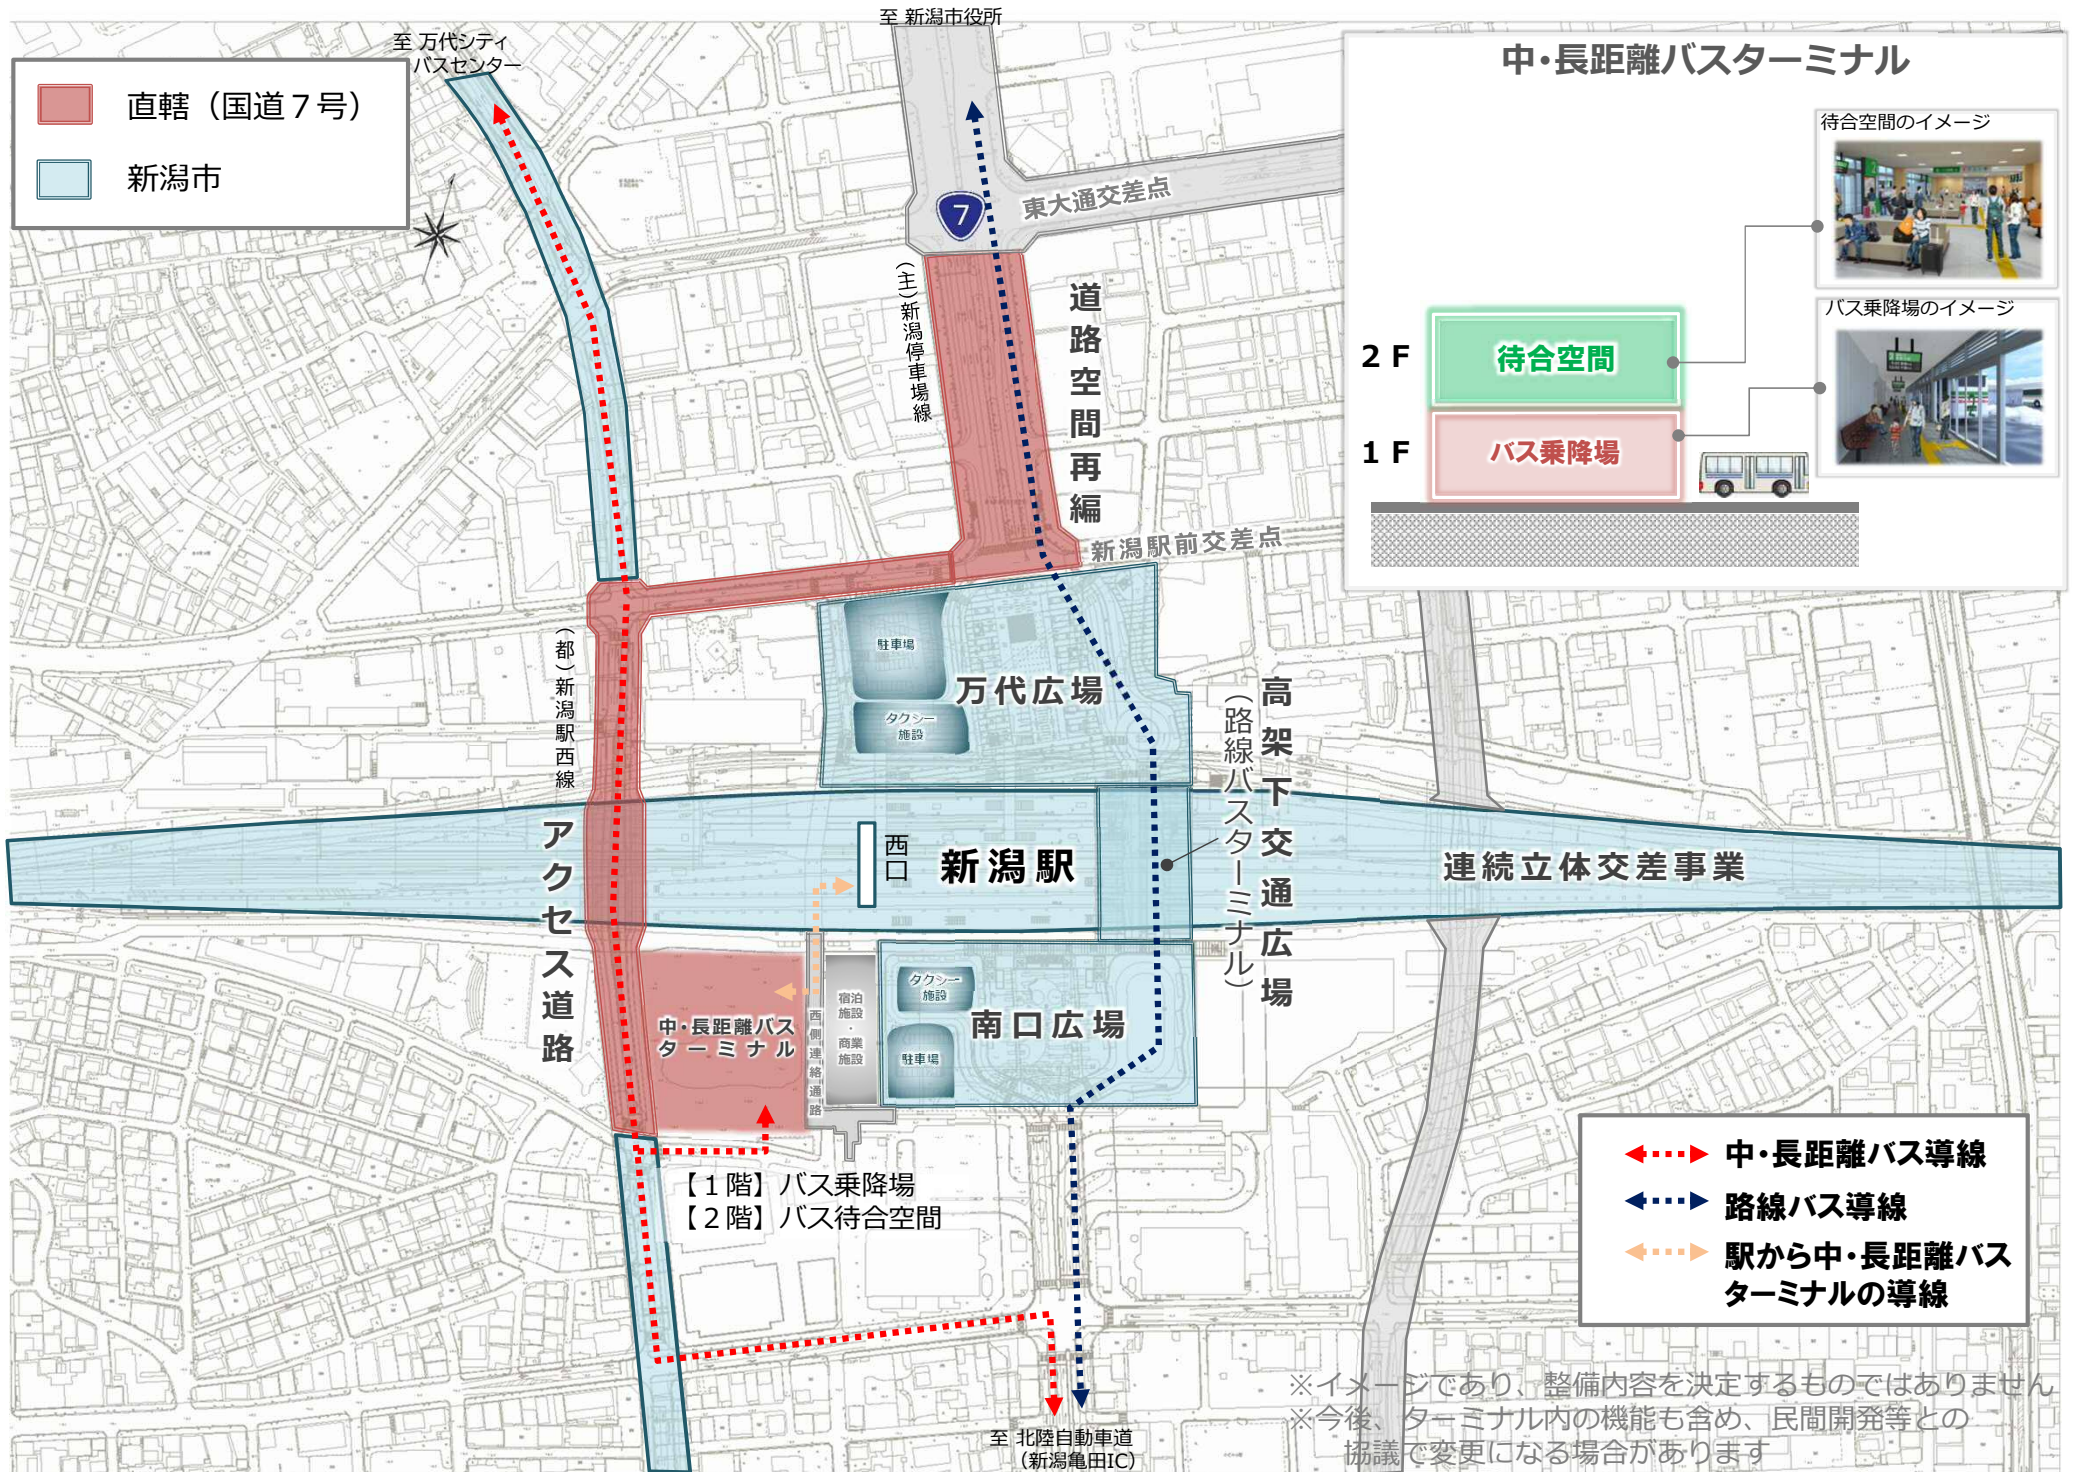 至 新潟市役所
至 万代シティ
バスセンター
直轄（国道７号）
新潟市
中・長距離バスターミナル
待合空間のイメージ
バス乗降場のイメージ
２Ｆ
待合空間
１Ｆ
バス乗降場
7
東大通交差点
（主）新潟停車場線
道路空間再編
新潟駅前交差点
（都）新潟駅西線
駐車場
タクシー
施設
万代広場
高架下交通広場
（路線バスターミナル）
アクセス道路
西口
新潟駅
連続立体交差事業
中・長距離バス
ターミナル
西側連絡通路
宿泊
施設
・
商業
施設
タクシー
施設
駐車場
南口広場
【１階】バス乗降場
【２階】バス待合空間
中・長距離バス導線
路線バス導線
駅から中・長距離バス
ターミナルの導線
至 北陸自動車道
（新潟亀田IC）
※イメージであり、整備内容を決定するものではありません
※今後、ターミナル内の機能も含め、民間開発等との
協議で変更になる場合があります